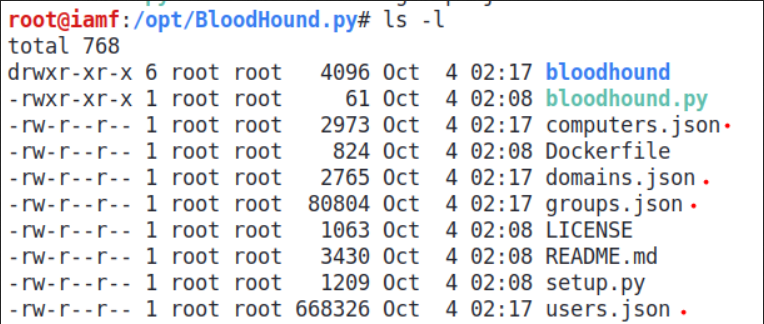 root@iamf:/opt/BloodHound.py# ls -l
total 768
drwxr-xr-x 6 root root   4096 Oct  4 02:17 bloodhound
-rwxr-xr-x 1 root root     61 Oct  4 02:08 bloodhound.py
-rw-r--r-- 1 root root   2973 Oct  4 02:17 computers.json
-rw-r--r-- 1 root root    824 Oct  4 02:08 Dockerfile
-rw-r--r-- 1 root root   2765 Oct  4 02:17 domains.json
-rw-r--r-- 1 root root  80804 Oct  4 02:17 groups.json
-rw-r--r-- 1 root root   1063 Oct  4 02:08 LICENSE
-rw-r--r-- 1 root root   3430 Oct  4 02:08 README.md
-rw-r--r-- 1 root root   1209 Oct  4 02:08 setup.py
-rw-r--r-- 1 root root 668326 Oct  4 02:17 users.json